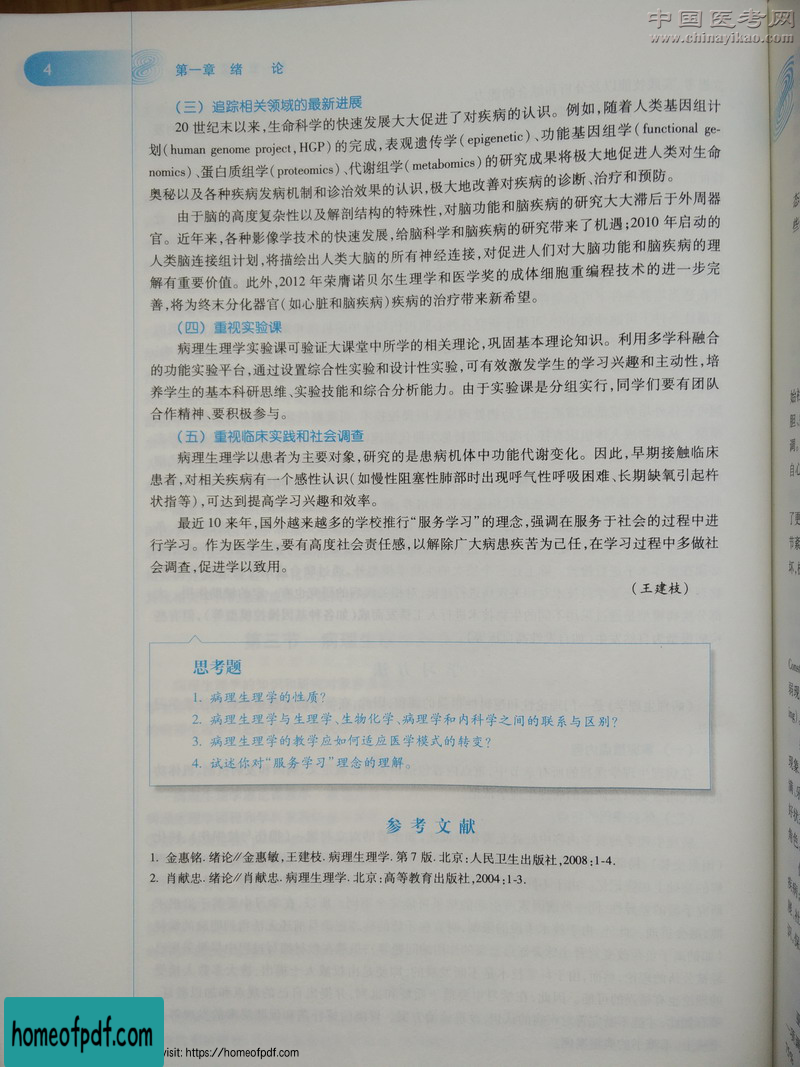 中国医考网
www.chinayikao.com
4
第一章 绪 论
（三）追踪相关领域的最新进展
20 世纪末以来,生命科学的快速发展大大促进了对疾病的认识。例如,随着人类基因组计
划(human genome project,HGP)的完成,表观遗传学(epigenetic)、功能基因组学(functional ge-
nomics)、蛋白质组学(proteomics)、代谢组学(metabomics)的研究成果将极大地促进人类对生命
奥秘以及各种疾病发病机制和诊治效果的认识,极大地改善对疾病的诊断、治疗和预防。
由于脑的高度复杂性以及解剖结构的特殊性,对脑功能和脑疾病的研究大大滞后于外周器
官。近年来,各种影像学技术的快速发展,给脑科学和脑疾病的研究带来了机遇;2010 年启动的
人类脑连接组计划,将描绘出人类大脑的所有神经连接,对促进人们对大脑功能和脑疾病的理
解有重要价值。此外,2012 年荣膺诺贝尔生理学和医学奖的成体细胞重编程技术的进一步完
善,将为终末分化器官(如心脏和脑疾病)疾病的治疗带来新希望。
（四）重视实验课
病理生理学实验课可验证大课堂中所学的相关理论,巩固基本理论知识。利用多学科融合
的功能实验平台,通过设置综合性实验和设计性实验,可有效激发学生的学习兴趣和主动性,培
养学生的基本科研思维、实验技能和综合分析能力。由于实验课是分组实行,同学们要有团队
合作精神、要积极参与。
（五）重视临床实践和社会调查
病理生理学以患者为主要对象,研究的是患病机体中功能代谢变化。因此,早期接触临床
患者,对相关疾病有一个感性认识(如慢性阻塞性肺部时出现呼气性呼吸困难、长期缺氧引起杵
状指等),可达到提高学习兴趣和效率。
最近 10 来年,国外越来越多的学校推行“服务学习”的理念,强调在服务于社会的过程中进
行学习。作为医学生,要有高度社会责任感,以解除广大病患疾苦为己任,在学习过程中多做社
会调查,促进学以致用。
(王建枝)
思考题
1. 病理生理学的性质?
2. 病理生理学与生理学、生物化学、病理学和内科学之间的联系与区别?
3. 病理生理学的教学应如何适应医学模式的转变?
4. 试述你对“服务学习”理念的理解。
参 考 文 献
1. 金惠铭. 绪论∥金惠敏,王建枝. 病理生理学. 第 7 版. 北京:人民卫生出版社,2008:1-4.
2. 肖献忠. 绪论∥肖献忠. 病理生理学. 北京:高等教育出版社,2004:1-3.
homeofpdf.com
visit: https://homeofpdf.com